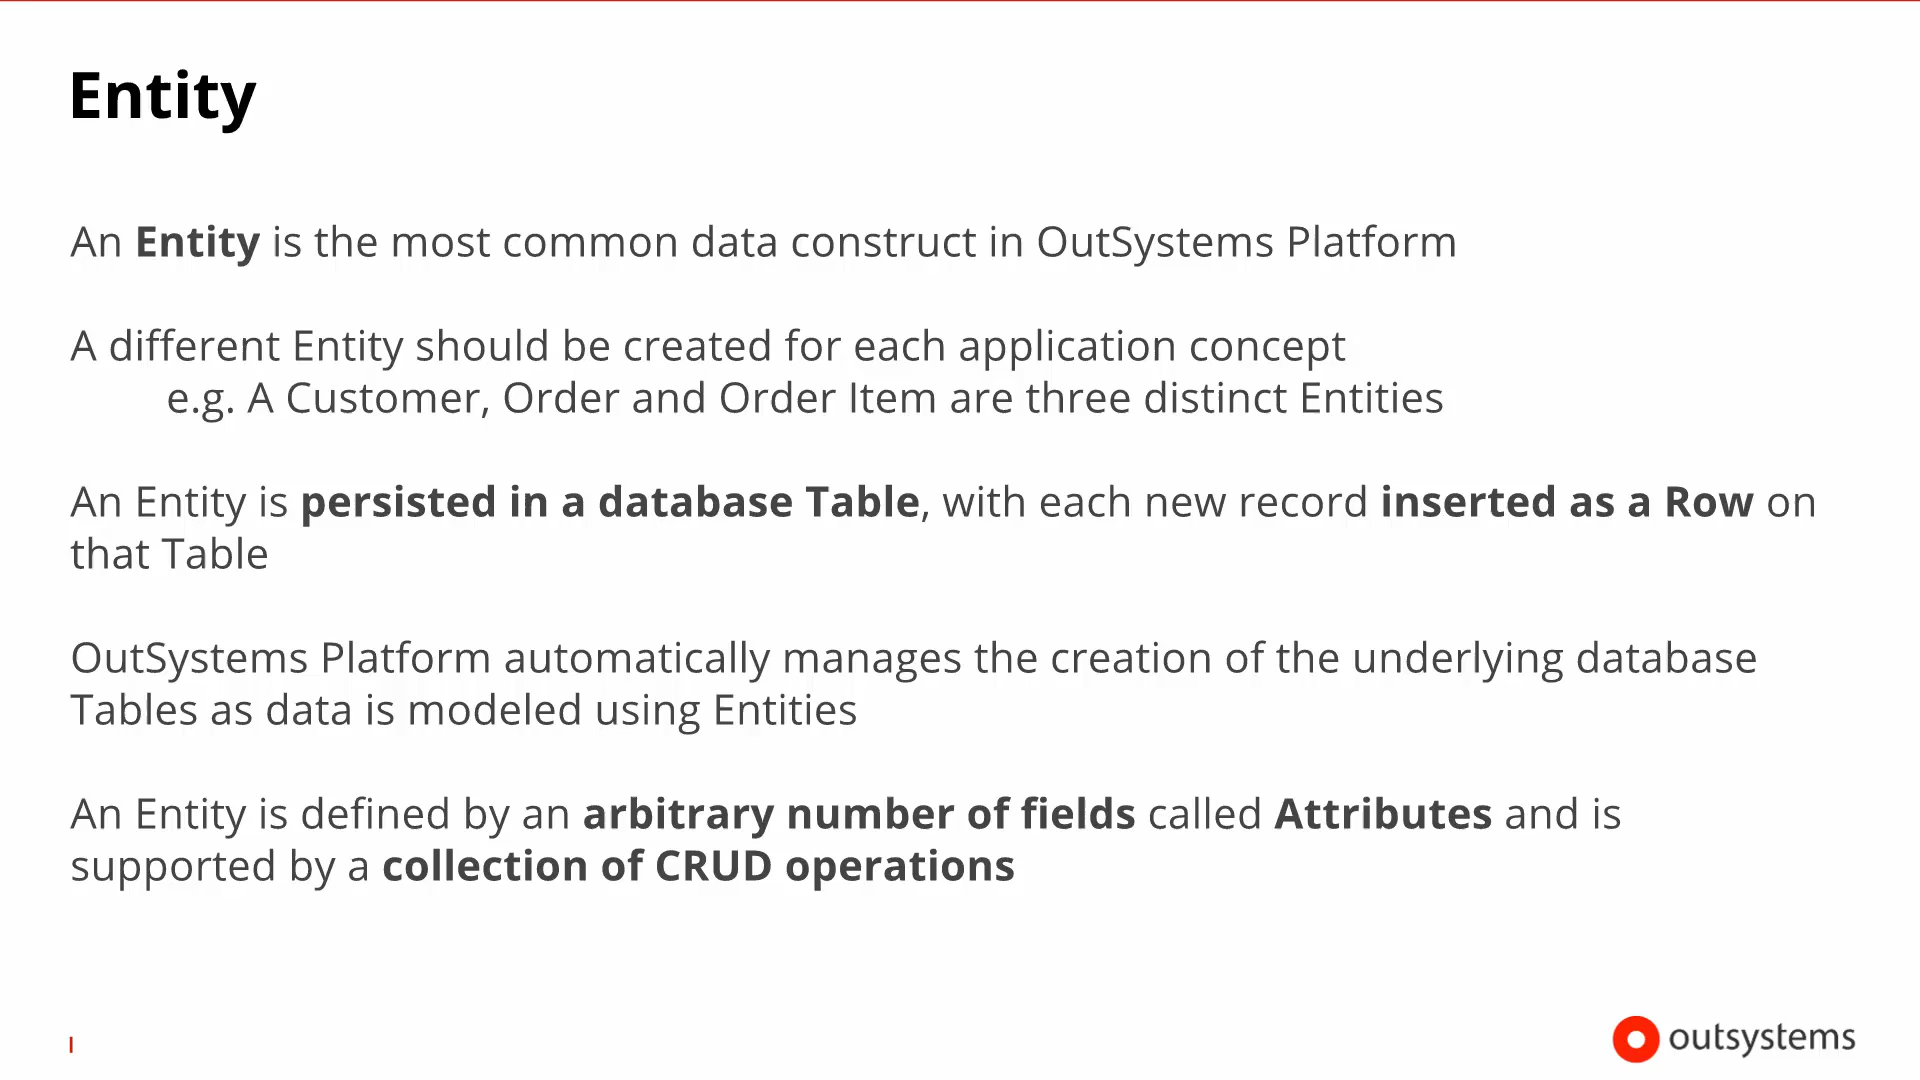 Entity
An Entity is the most common data construct in OutSystems Platform
A different Entity should be created for each application concept
e.g. A Customer, Order and Order Item are three distinct Entities
An Entity is persisted in a database Table, with each new record inserted as a Row on
that Table
OutSystems Platform automatically manages the creation of the underlying database
Tables as data is modeled using Entities
An Entity is defined by an arbitrary number of fields called Attributes and is
supported by a collection of CRUD operations
outsystems